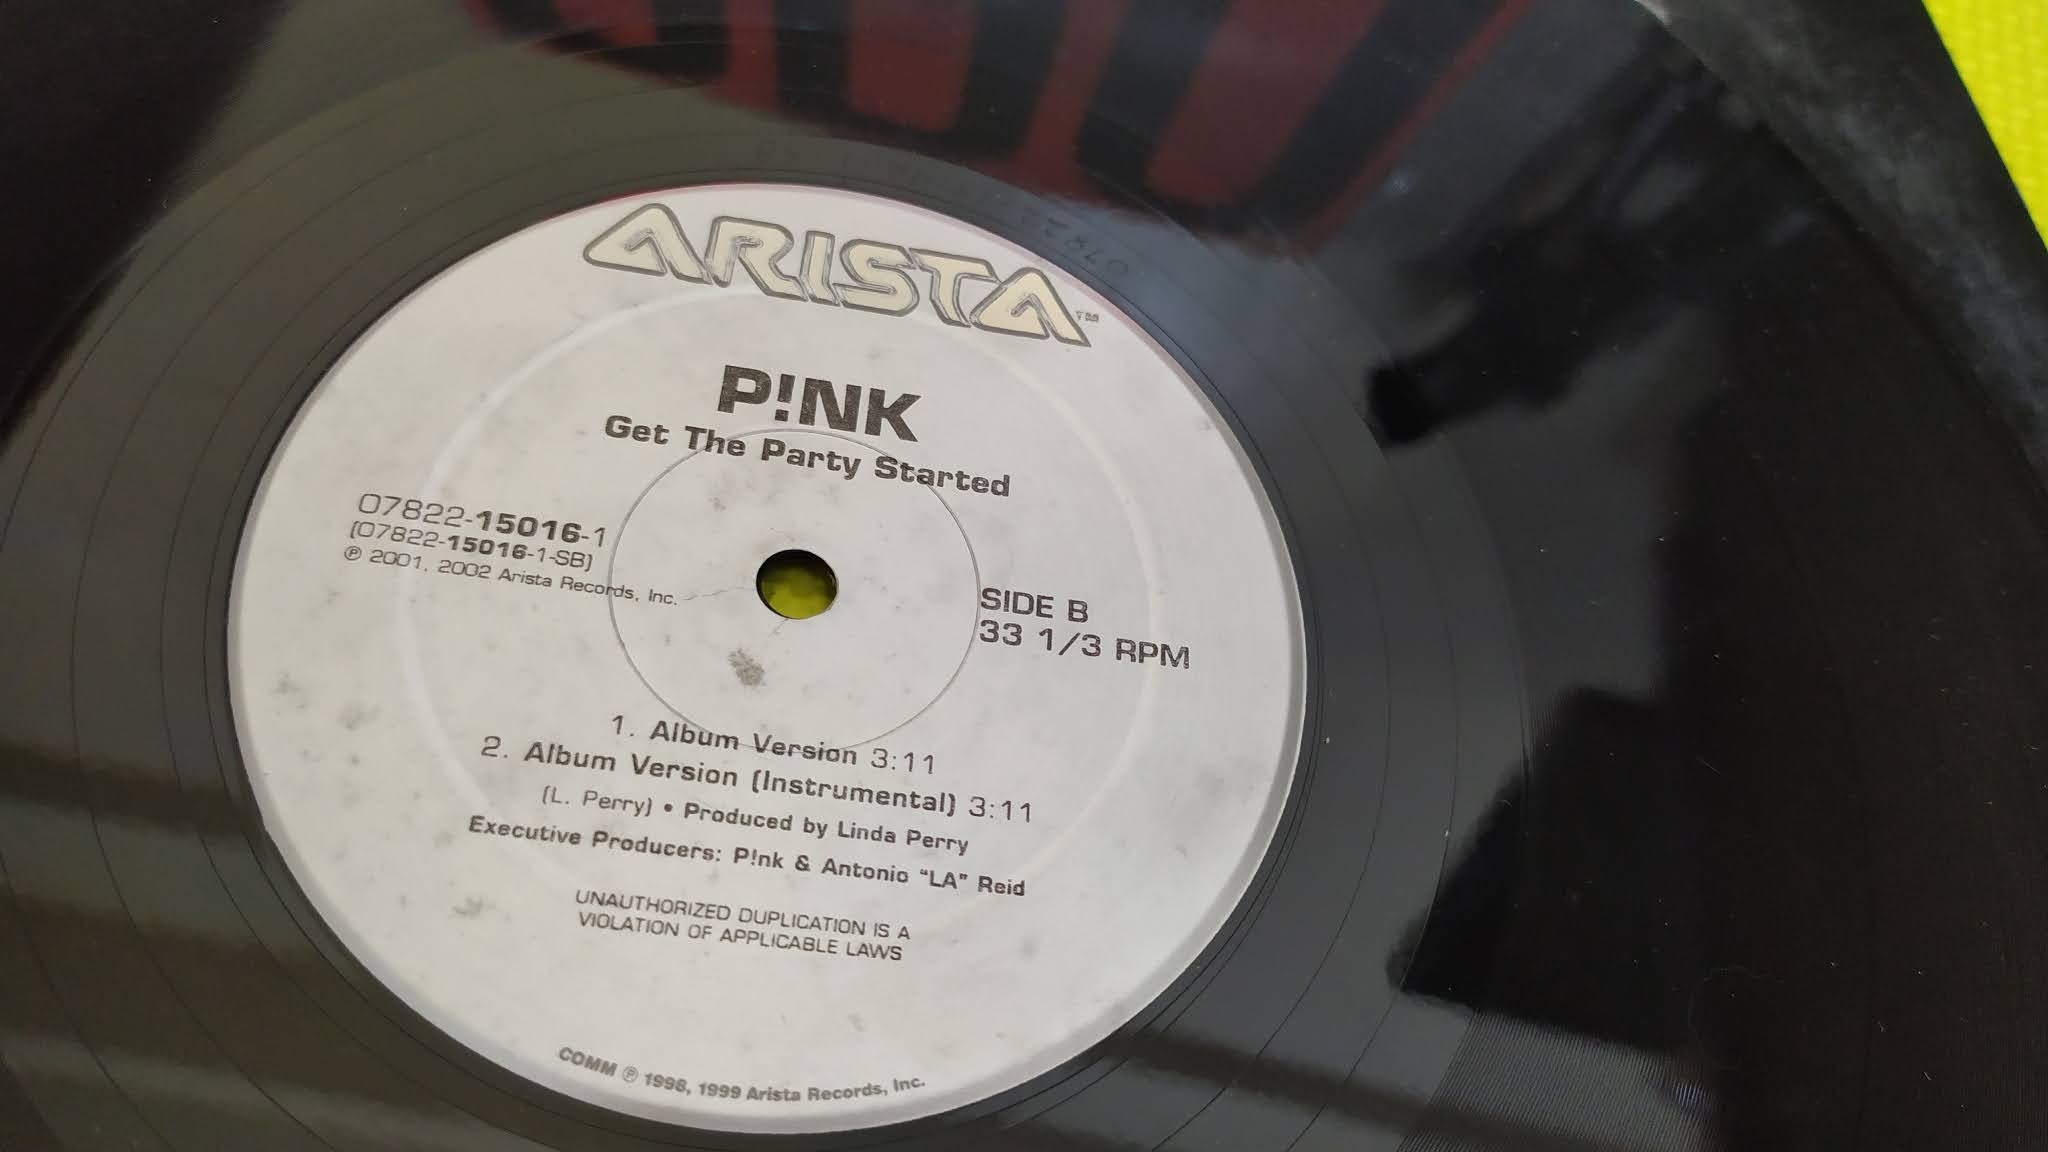 ARISTA™
P!NK
Get The Party Started
07822-15016-1
(07822-15016-1-SB)
℗ 2001, 2002 Arista Records, Inc.
SIDE B
33 1/3 RPM
1. Album Version 3:11
2. Album Version (Instrumental) 3:11
(L. Perry) • Produced by Linda Perry
Executive Producers: P!nk & Antonio "LA" Reid
UNAUTHORIZED DUPLICATION IS A
VIOLATION OF APPLICABLE LAWS
COMM ℗ 1998, 1999 Arista Records, Inc.